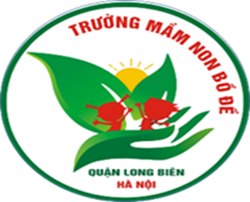 TRƯỜNG MẦM NON BỒ ĐỀ
QUẬN LONG BIÊN
HÀ NỘI